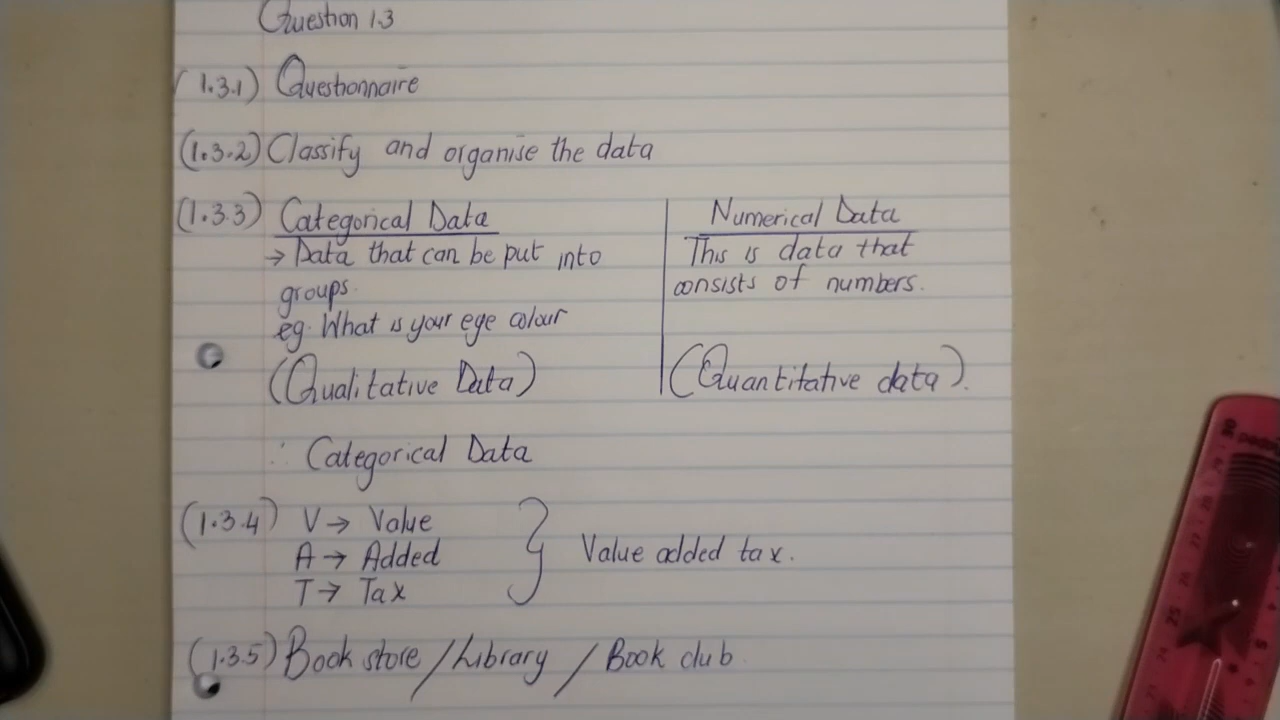 Question 1.3
(1.3.1) Questionnaire
(1.3.2) Classify and organise the data
(1.3.3) Categorical Data
→ Data that can be put into
groups.
eg. What is your eye colour
(Qualitative Data)
Numerical Data
This is data that
consists of numbers.
(Quantitative data).
∴ Categorical Data
(1.3.4) V → Value
A → Added
T → Tax
} Value added tax.
(1.3.5) Book store / Library / Book club.